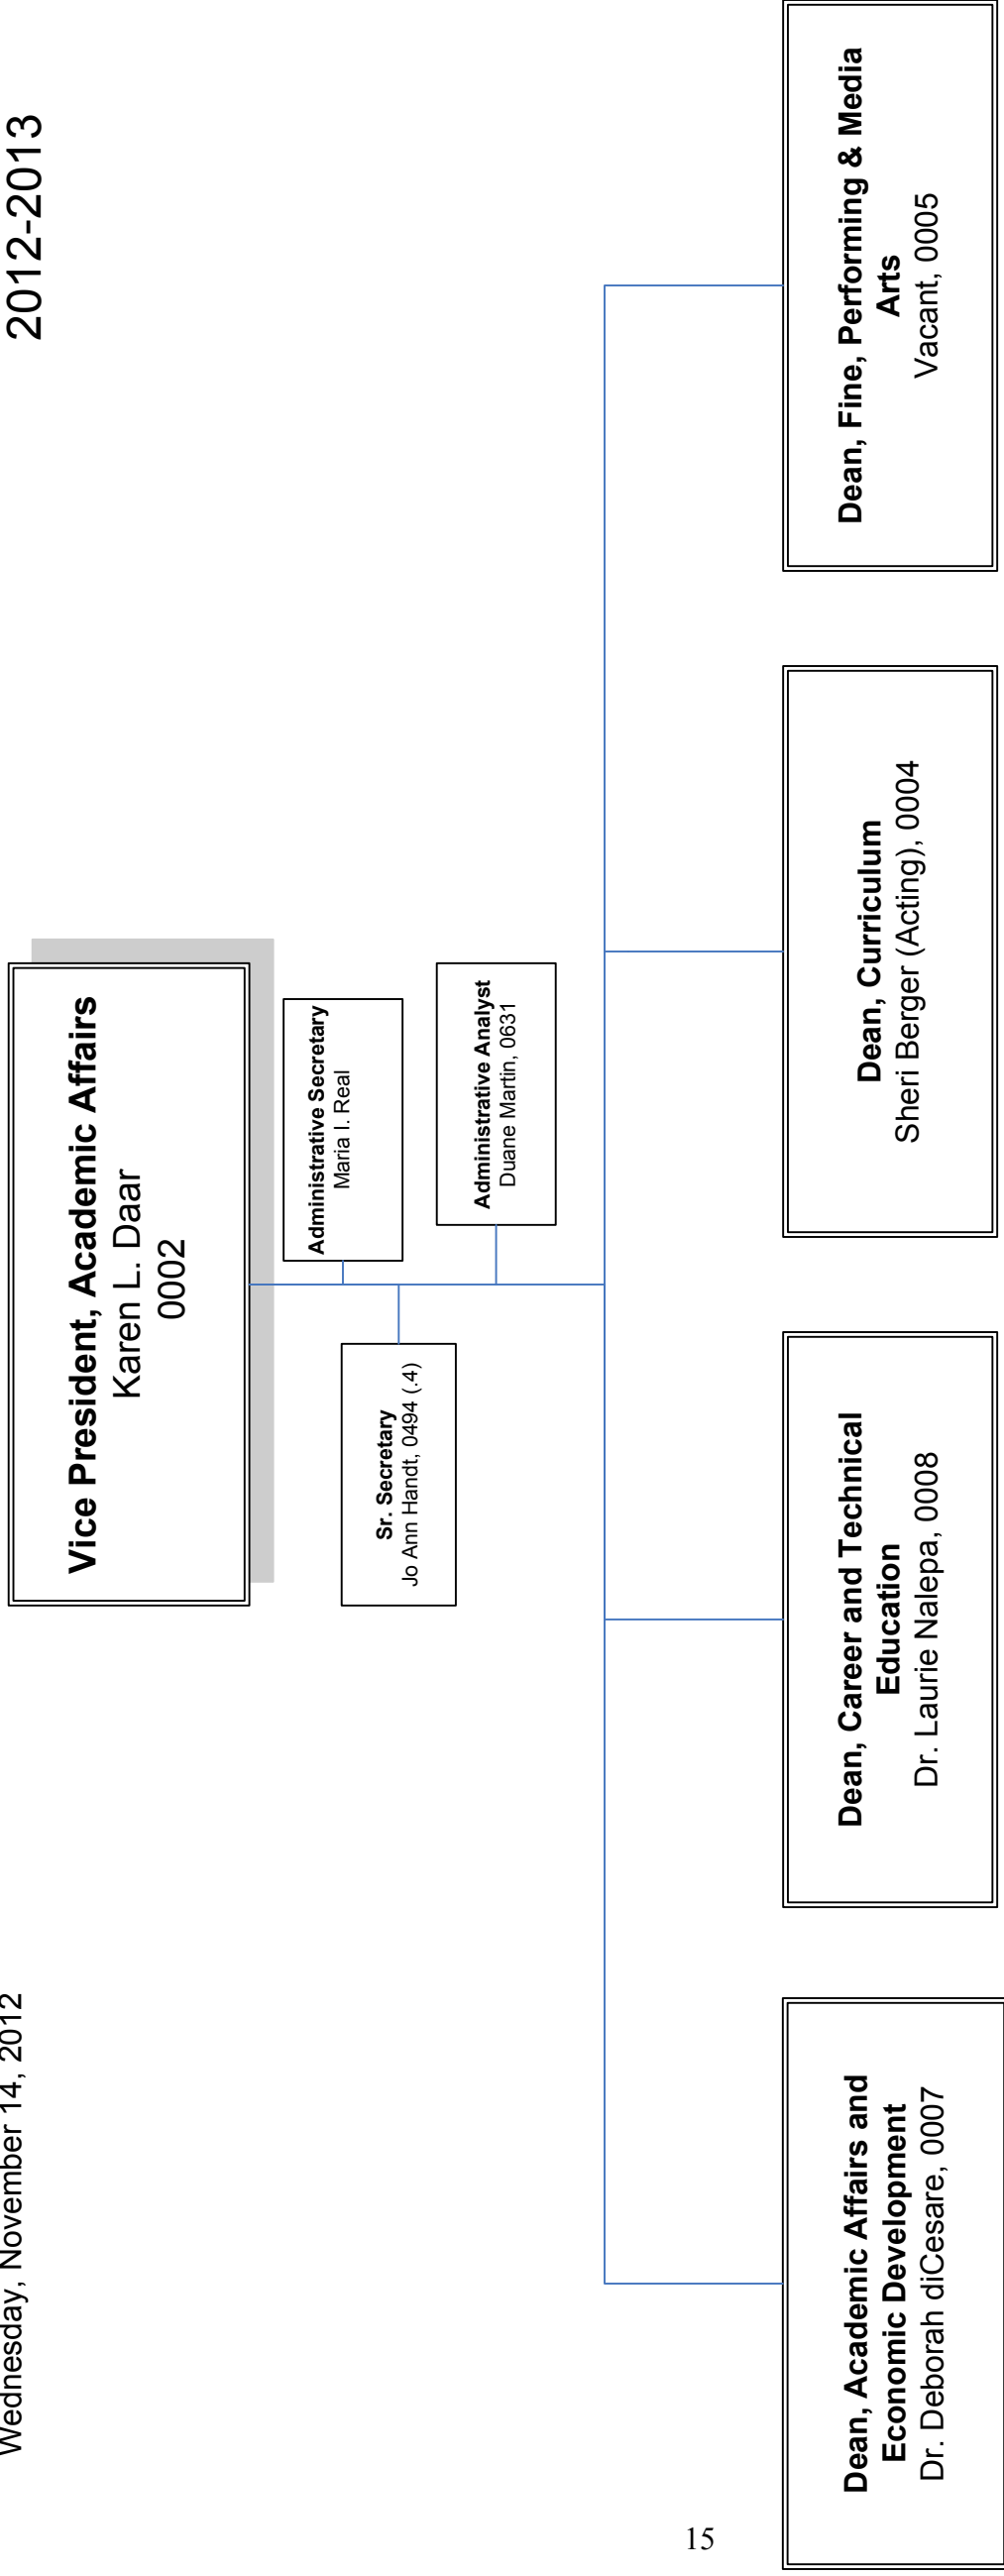 Wednesday, November 14, 2012
2012-2013
Vice President, Academic Affairs
Karen L. Daar
0002
Administrative Secretary
Maria I. Real
Sr. Secretary
Jo Ann Handt, 0494 (.4)
Administrative Analyst
Duane Martin, 0631
Dean, Academic Affairs and
Economic Development
Dr. Deborah diCesare, 0007
Dean, Career and Technical
Education
Dr. Laurie Nalepa, 0008
Dean, Curriculum
Sheri Berger (Acting), 0004
Dean, Fine, Performing & Media
Arts
Vacant, 0005
15